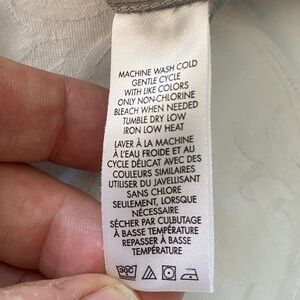 MACHINE WASH COLD
GENTLE CYCLE
WITH LIKE COLORS
ONLY NON-CHLORINE
BLEACH WHEN NEEDED
TUMBLE DRY LOW
IRON LOW HEAT
LAVER À LA MACHINE
À L'EAU FROIDE ET AU
CYCLE DÉLICAT AVEC DES
COULEURS SIMILAIRES
UTILISER DU JAVELLISANT
SANS CHLORE
SEULEMENT, LORSQUE
NÉCESSAIRE
SÉCHER PAR CULBUTAGE
À BASSE TEMPÉRATURE
REPASSER À BASSE
TEMPÉRATURE
30C